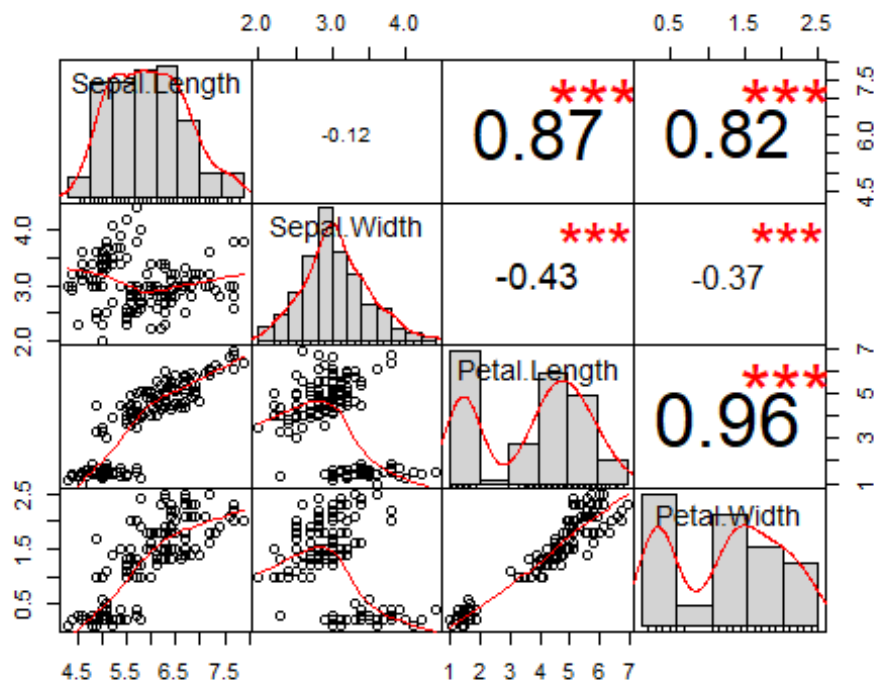 2.0 3.0 4.0 0.5 1.5 2.5
Sepal.Length -0.12 0.87 *** 0.82 ***
4.5 6.0 7.5
2.0 3.0 4.0
Sepal.Width -0.43 *** -0.37 ***
Petal.Length 0.96 ***
1 3 5 7
0.5 1.5 2.5
Petal.Width
4.5 5.5 6.5 7.5 1 2 3 4 5 6 7